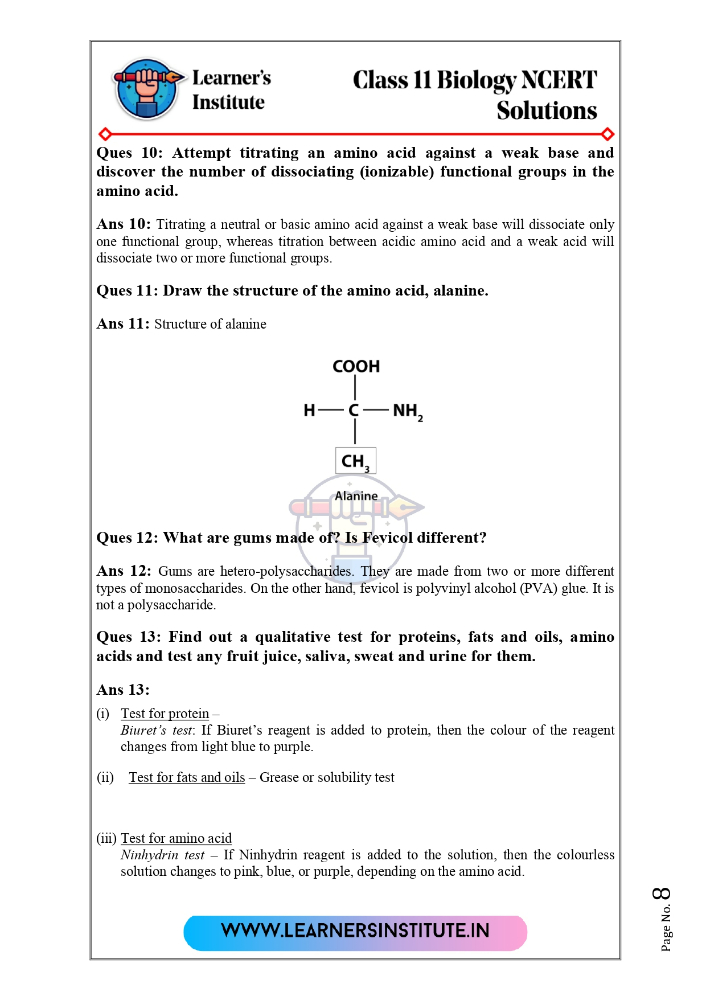 Learner's
Institute
Class 11 Biology NCERT
Solutions
Ques 10: Attempt titrating an amino acid against a weak base and
discover the number of dissociating (ionizable) functional groups in the
amino acid.
Ans 10: Titrating a neutral or basic amino acid against a weak base will dissociate only
one functional group, whereas titration between acidic amino acid and a weak acid will
dissociate two or more functional groups.
Ques 11: Draw the structure of the amino acid, alanine.
Ans 11: Structure of alanine
COOH
H — C — NH2
CH3
Alanine
Ques 12: What are gums made of? Is Fevicol different?
Ans 12: Gums are hetero-polysaccharides. They are made from two or more different
types of monosaccharides. On the other hand, fevicol is polyvinyl alcohol (PVA) glue. It is
not a polysaccharide.
Ques 13: Find out a qualitative test for proteins, fats and oils, amino
acids and test any fruit juice, saliva, sweat and urine for them.
Ans 13:
(i) Test for protein –
Biuret's test: If Biuret's reagent is added to protein, then the colour of the reagent
changes from light blue to purple.
(ii) Test for fats and oils – Grease or solubility test
(iii) Test for amino acid
Ninhydrin test – If Ninhydrin reagent is added to the solution, then the colourless
solution changes to pink, blue, or purple, depending on the amino acid.
WWW.LEARNERSINSTITUTE.IN
Page No. 8